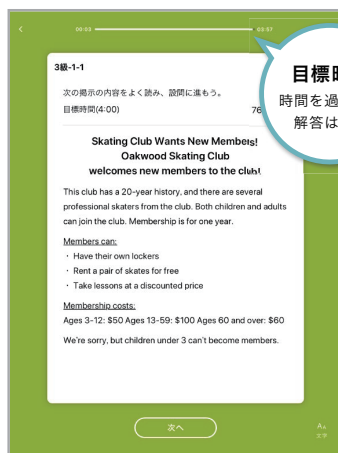 00:03
03:57
3級-1-1
次の掲示の内容をよく読み、設問に進もう。
目標時間(4:00)
76
目標時
時間を過
解答は
Skating Club Wants New Members!
Oakwood Skating Club
welcomes new members to the club!
This club has a 20-year history, and there are several
professional skaters from the club. Both children and adults
can join the club. Membership is for one year.
Members can:
・ Have their own lockers
・ Rent a pair of skates for free
・ Take lessons at a discounted price
Membership costs:
Ages 3-12: $50 Ages 13-59: $100 Ages 60 and over: $60
We're sorry, but children under 3 can't become members.
次へ
AA
文字